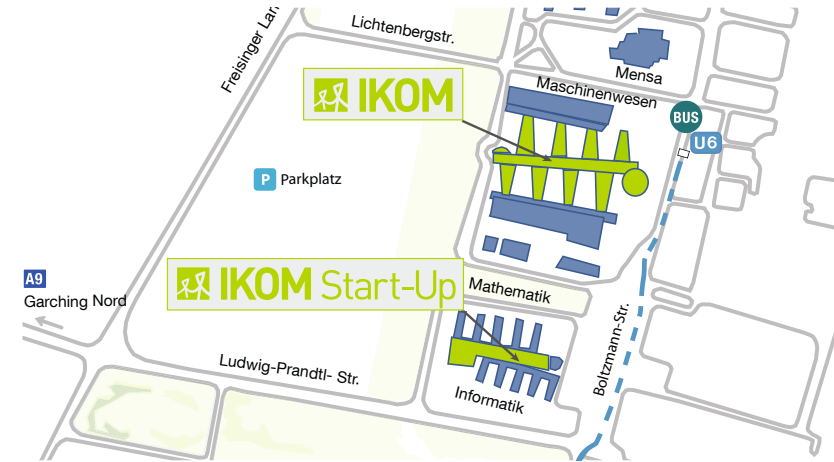 Lichtenbergstr.
Freisinger Lan
Mensa
Maschinenwesen
IKOM
BUS
U6
P Parkplatz
A9
Garching Nord
IKOM Start-Up
Mathematik
Boltzmann-Str.
Ludwig-Prandtl- Str.
Informatik